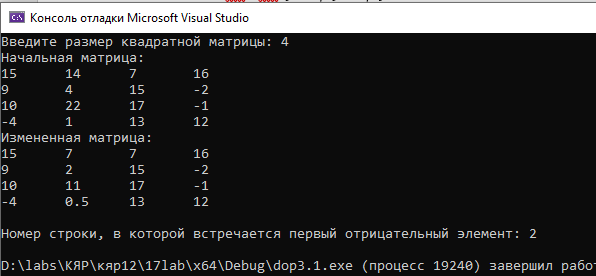 Консоль отладки Microsoft Visual Studio
Введите размер квадратной матрицы: 4
Начальная матрица:
15 14 7 16
9 4 15 -2
10 22 17 -1
-4 1 13 12
Измененная матрица:
15 7 7 16
9 2 15 -2
10 11 17 -1
-4 0.5 13 12
Номер строки, в которой встречается первый отрицательный элемент: 2
D:\labs\КЯР\кяр12\17lab\x64\Debug\dop3.1.exe (процесс 19240) завершил